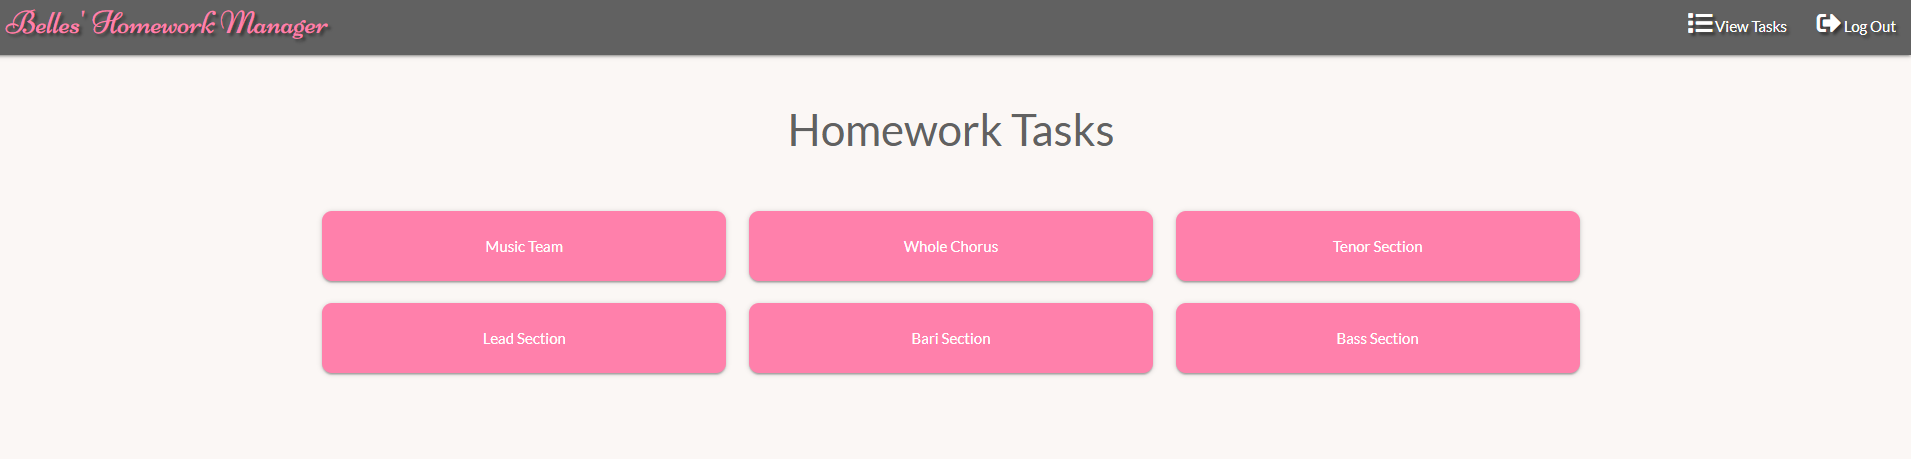 Belles' Homework Manager
View Tasks
Log Out
Homework Tasks
Music Team
Whole Chorus
Tenor Section
Lead Section
Bari Section
Bass Section